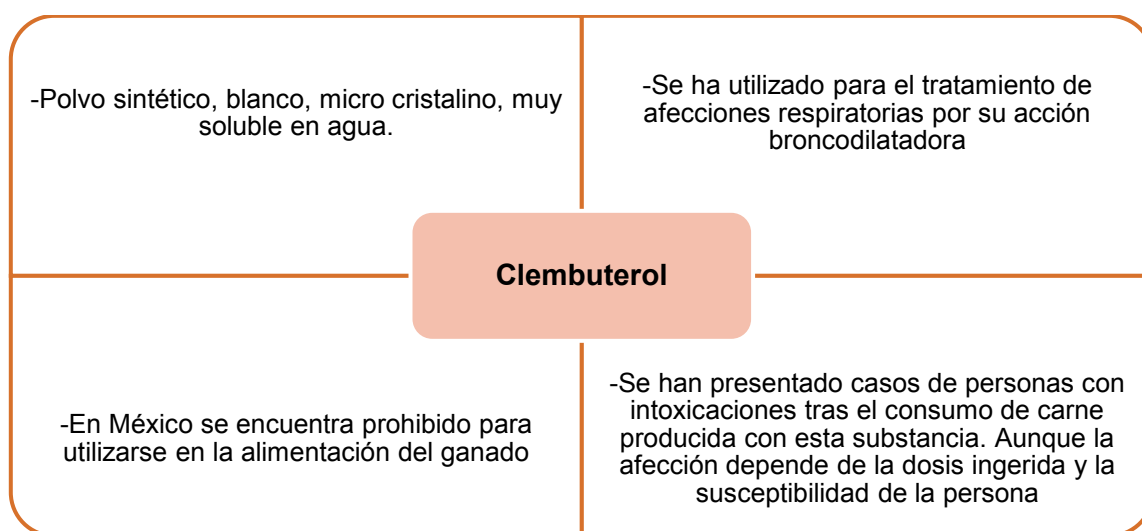 -Polvo sintético, blanco, micro cristalino, muy
soluble en agua.
-Se ha utilizado para el tratamiento de
afecciones respiratorias por su acción
broncodilatadora
Clembuterol
-En México se encuentra prohibido para
utilizarse en la alimentación del ganado
-Se han presentado casos de personas con
intoxicaciones tras el consumo de carne
producida con esta substancia. Aunque la
afección depende de la dosis ingerida y la
susceptibilidad de la persona